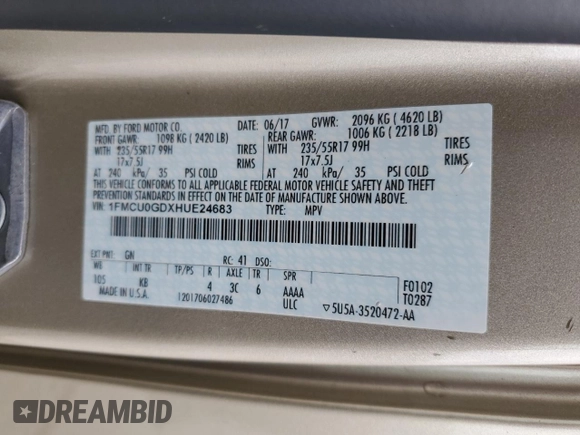 MFD. BY FORD MOTOR CO. 06/17 GVWR: 2096 KG ( 4620 LB)
FRONT GAWR: 1098 KG ( 2420 LB) REAR GAWR: 1006 KG ( 2218 LB)
WITH 235/55R17 99H TIRES WITH 235/55R17 99H TIRES
17x7.5J RIMS 17x7.5J RIMS
AT 240 kPa/ 35 PSI COLD AT 240 kPa/ 35 PSI COLD
THIS VEHICLE CONFORMS TO ALL APPLICABLE FEDERAL MOTOR VEHICLE SAFETY AND THEFT
PREVENTION STANDARDS IN EFFECT ON THE DATE OF MANUFACTURE SHOWN ABOVE.
VIN: 1FMCU0GDXHUE24683 TYPE: MPV
EXT PNT: GN RC: 41 DSO:
WB INT TR TP/PS R AXLE TR SPR
105 KB 4 3C 6 AAAA F0102
MADE IN U.S.A. 1201706027486 ULC T0287
▽5U5A-3520472-AA
DREAMBID